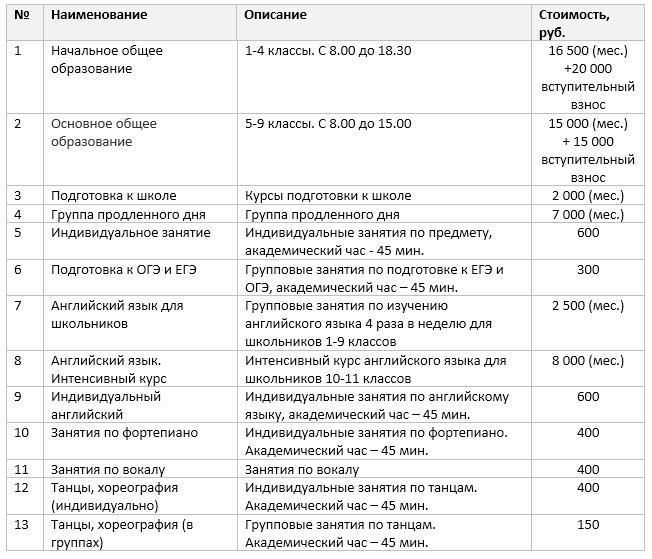 № Наименование Описание Стоимость,
руб.
1 Начальное общее 1-4 классы. С 8.00 до 18.30 16 500 (мес.)
образование +20 000
вступительный
взнос
2 Основное общее 5-9 классы. С 8.00 до 15.00 15 000 (мес.)
образование + 15 000
вступительный
взнос
3 Подготовка к школе Курсы подготовки к школе 2 000 (мес.)
4 Группа продленного дня Группа продленного дня 7 000 (мес.)
5 Индивидуальное занятие Индивидуальные занятия по предмету, 600
академический час - 45 мин.
6 Подготовка к ОГЭ и ЕГЭ Групповые занятия по подготовке к ЕГЭ и 300
ОГЭ, академический час – 45 мин.
7 Английский язык для Групповые занятия по изучению 2 500 (мес.)
школьников английского языка 4 раза в неделю для
школьников 1-9 классов
8 Английский язык. Интенсивный курс английского языка для 8 000 (мес.)
Интенсивный курс школьников 10-11 классов
9 Индивидуальный Индивидуальные занятия по английскому 600
английский языку, академический час – 45 мин.
10 Занятия по фортепиано Индивидуальные занятия по фортепиано. 400
Академический час – 45 мин.
11 Занятия по вокалу Занятия по вокалу 400
12 Танцы, хореография Индивидуальные занятия по танцам. 400
(индивидуально) Академический час – 45 мин.
13 Танцы, хореография (в Групповые занятия по танцам. 150
группах) Академический час – 45 мин.